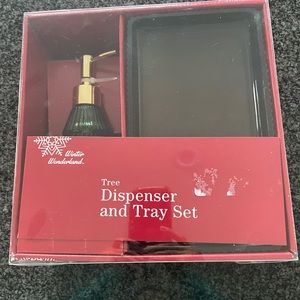 Winter
Wonderland
Tree
Dispenser
and Tray Set